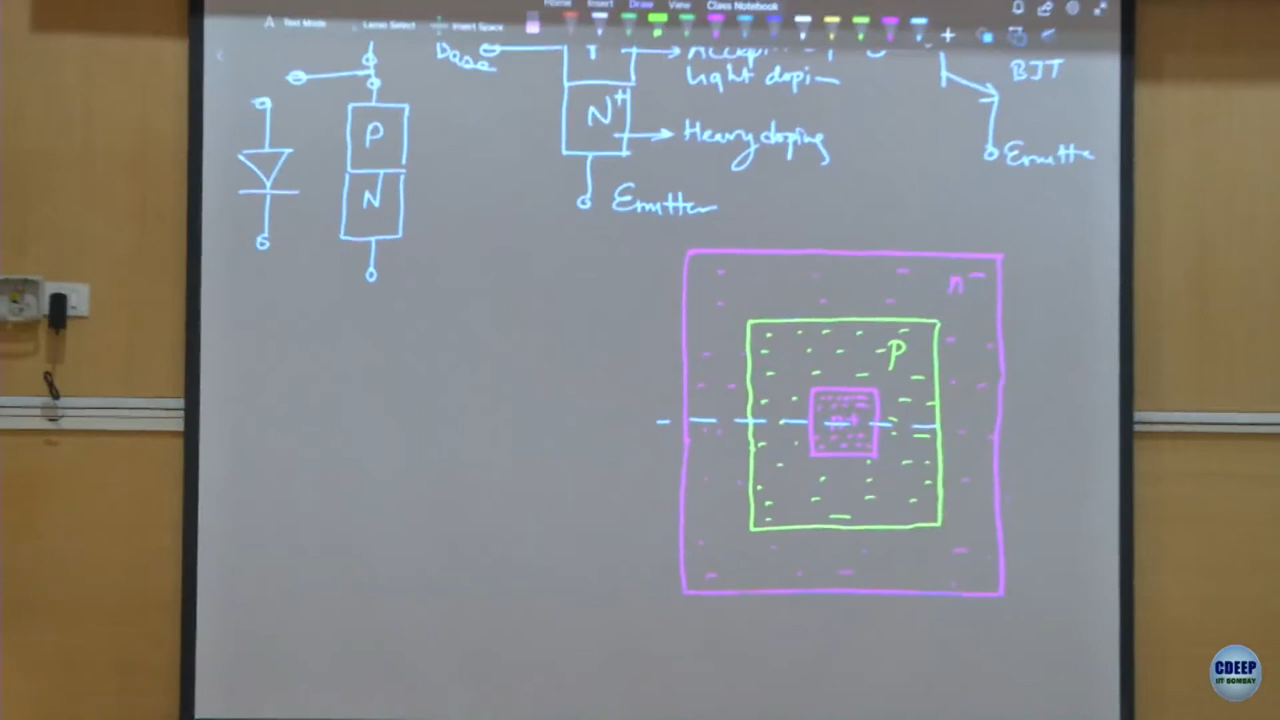 Home Insert Draw View Class Notebook
Text Mode Lasso Select Insert Space
Base
light
BJT
P
N
N+
Heavy doping
Emitter
n-
P
n+
CDEEP
IIT BOMBAY